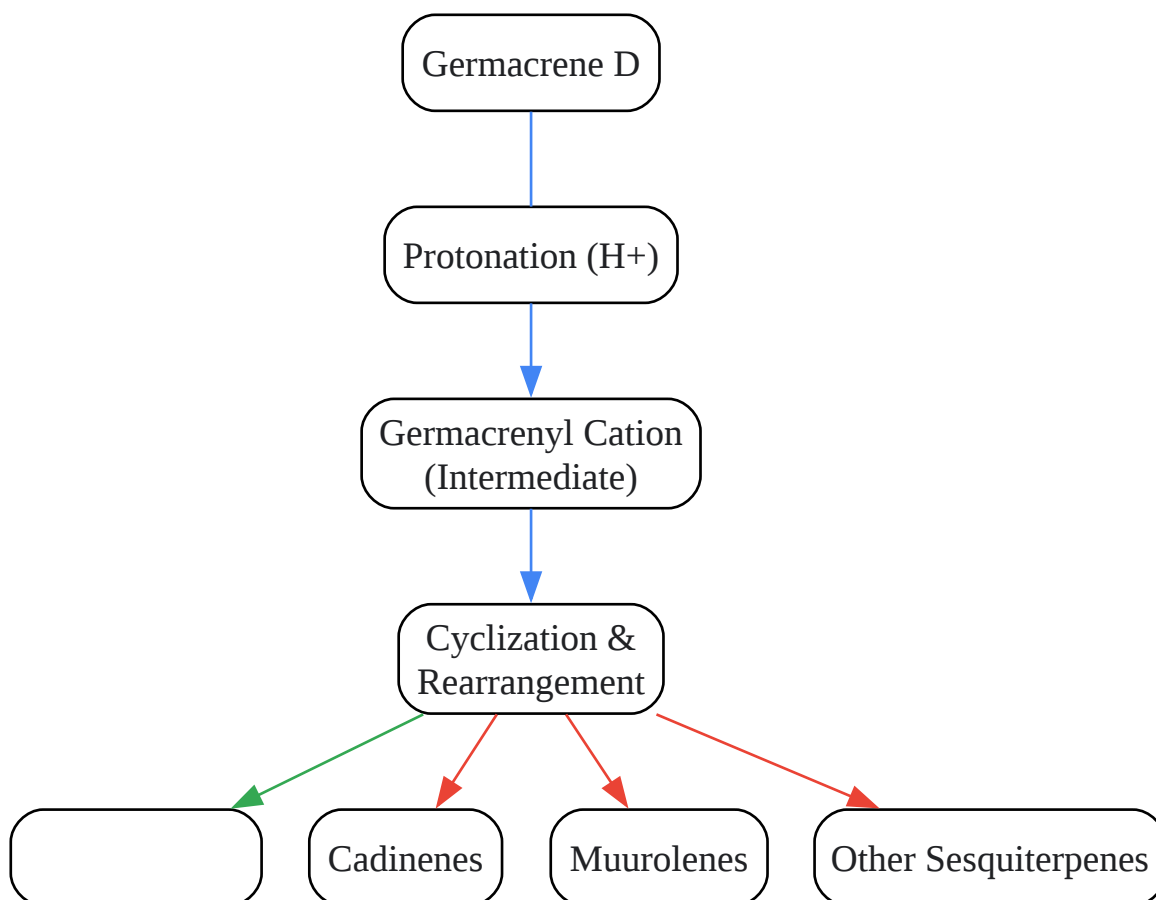 Germacrene D
Protonation (H+)
Germacrenyl Cation
(Intermediate)
Cyclization &
Rearrangement
Cadinenes
Muurolenes
Other Sesquiterpenes